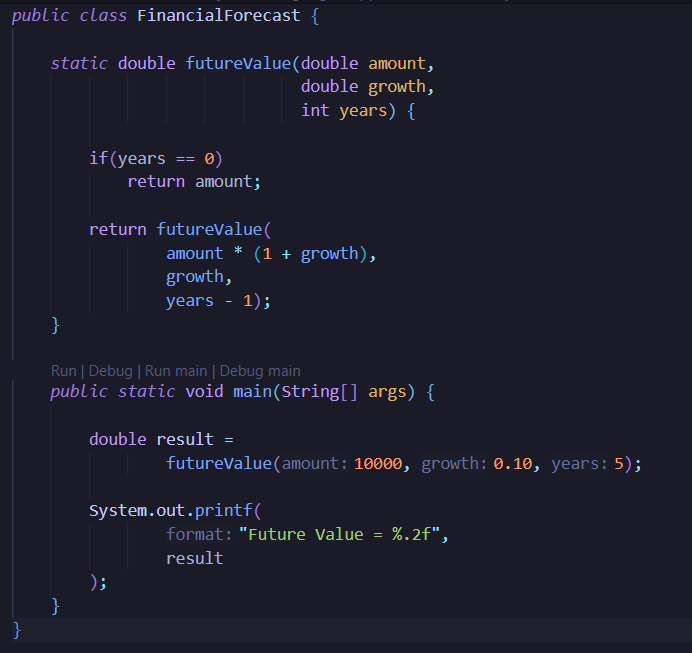 public class FinancialForecast {
static double futureValue(double amount,
double growth,
int years) {
if(years == 0)
return amount;
return futureValue(
amount * (1 + growth),
growth,
years - 1);
}
Run | Debug | Run main | Debug main
public static void main(String[] args) {
double result =
futureValue(amount: 10000, growth: 0.10, years: 5);
System.out.printf(
format: "Future Value = %.2f",
result
);
}
}